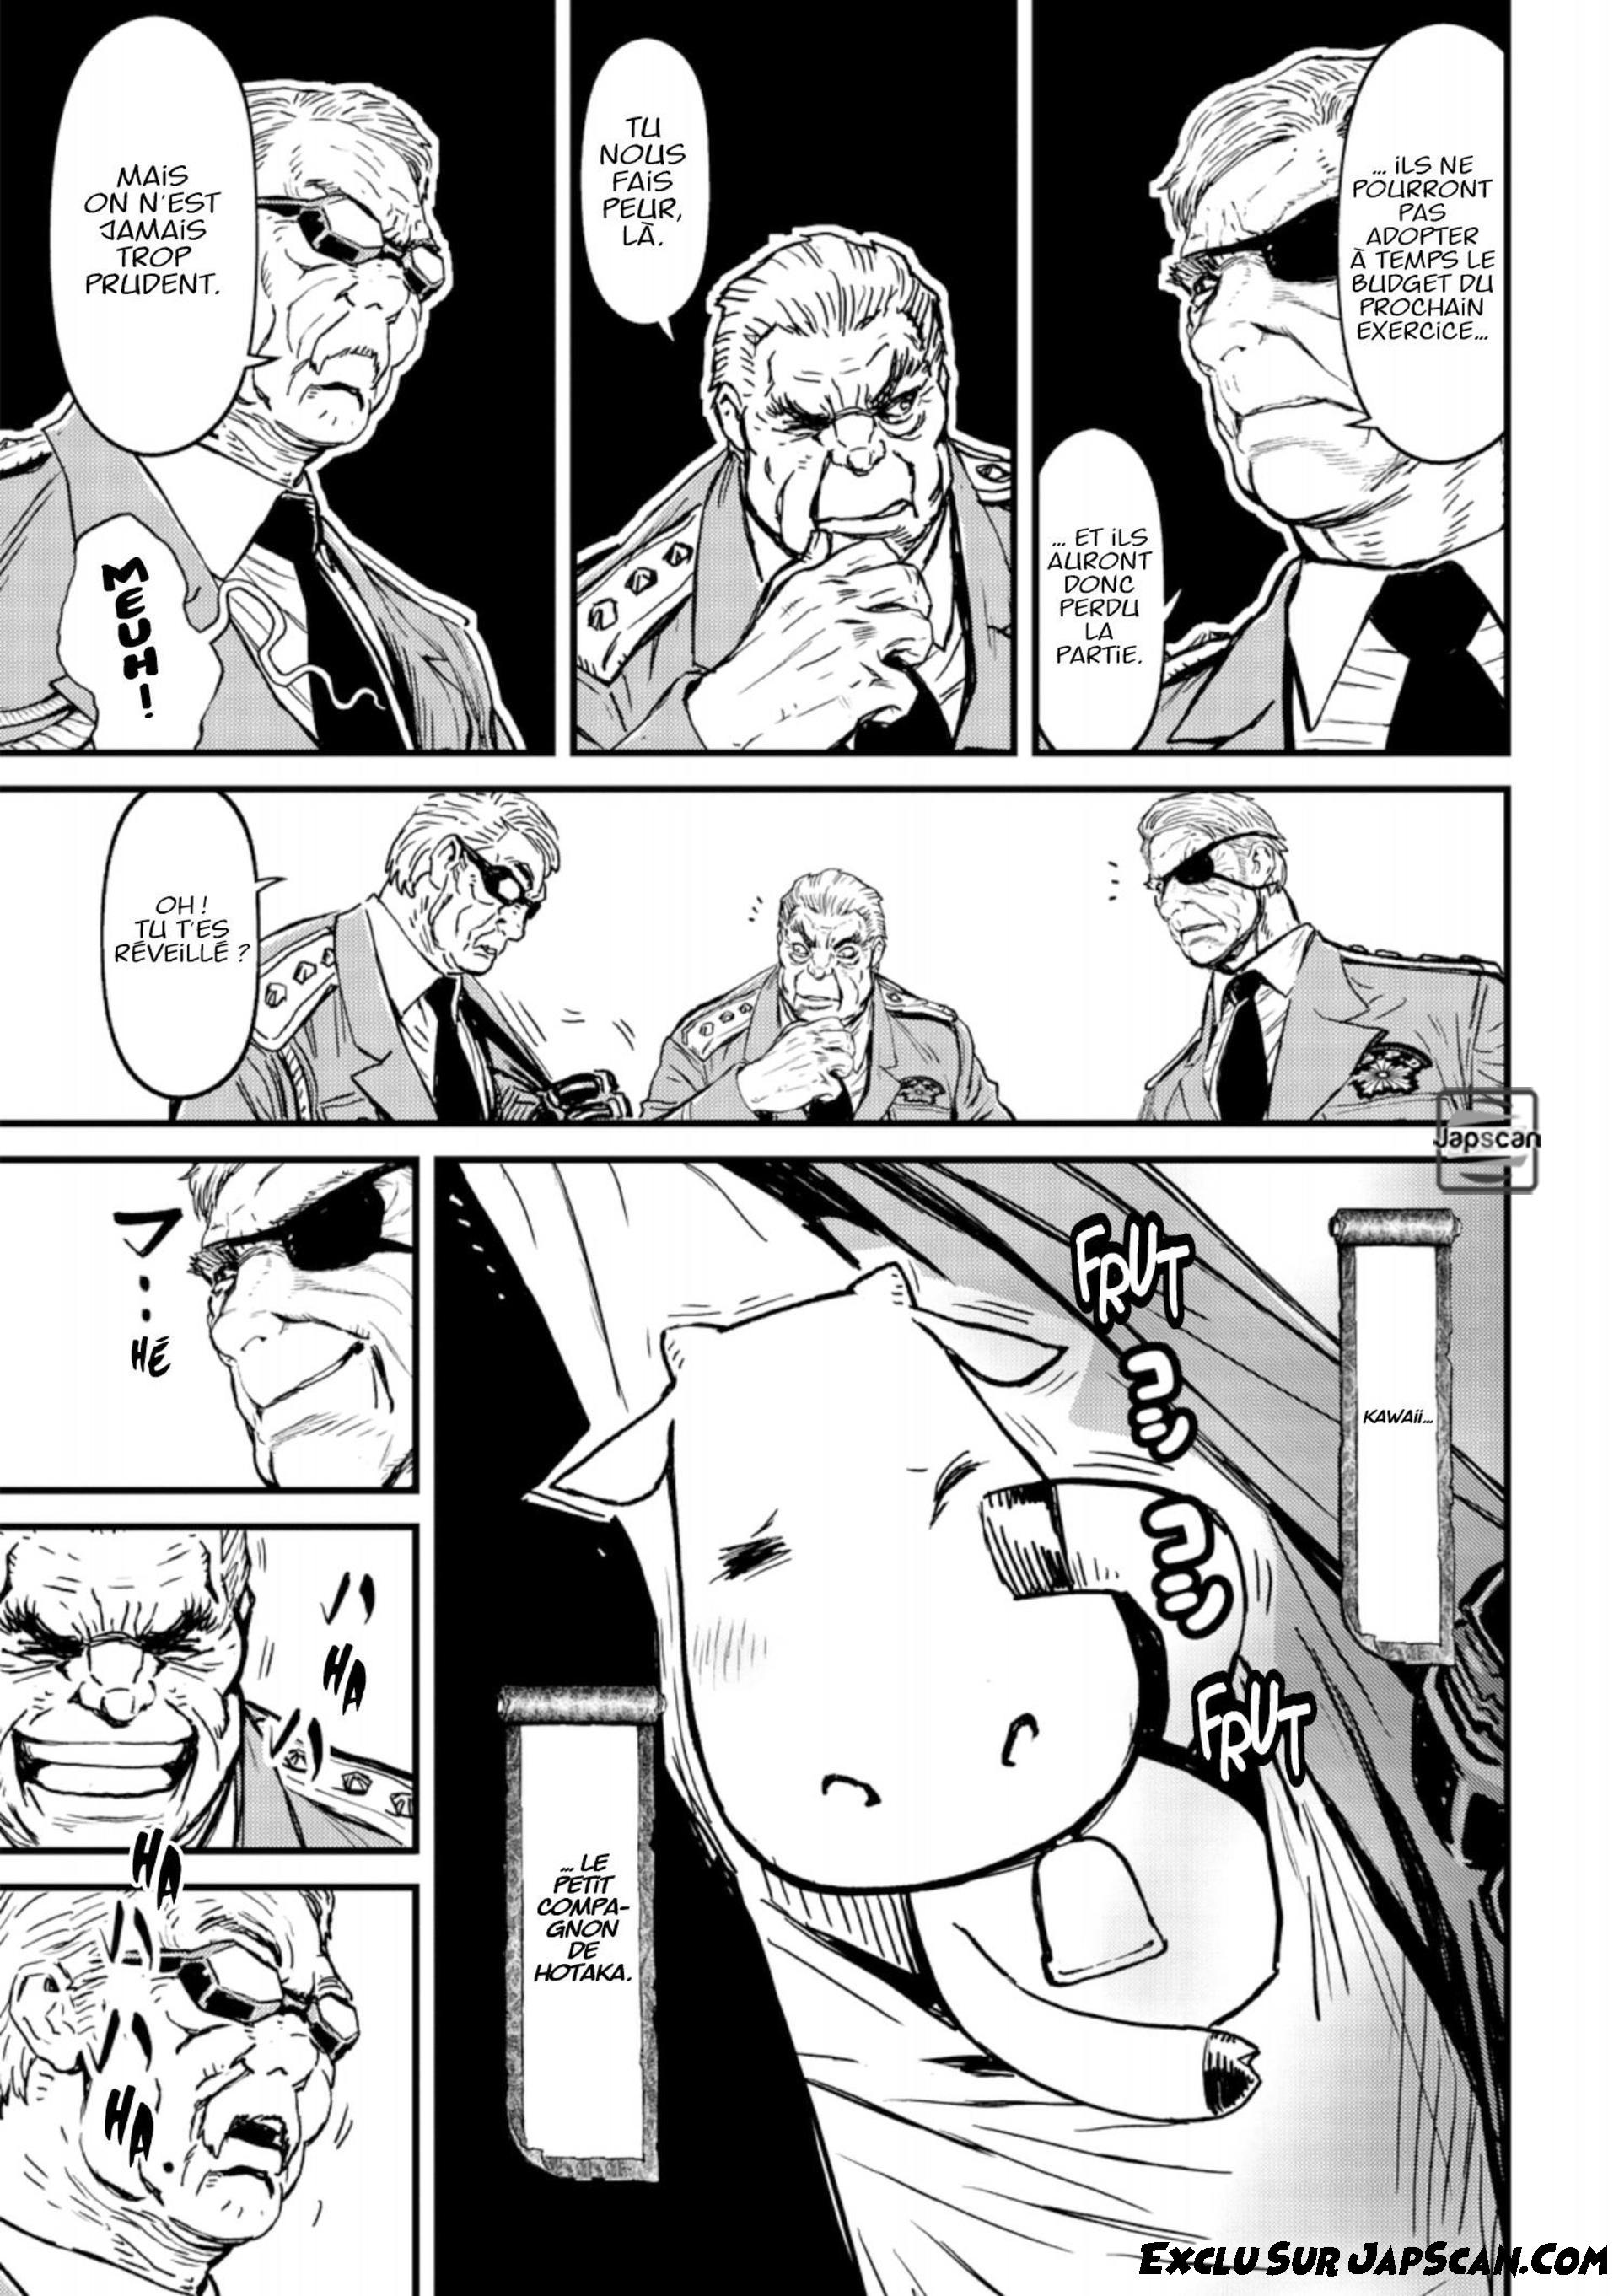 ... iLS NE
POURRONT
PAS
ADOPTER
À TEMPS LE
BUDGET DU
PROCHAiN
EXERCiCE...
... ET iLS
AURONT
DONC
PERDU
LA
PARTiE.
TU
NOUS
FAiS
PEUR,
LÀ.
MAiS
ON N'EST
JAMAiS
TROP
PRUDENT.
MEUH!
OH !
TU T'ES
RÉVEiLLÉ ?
Japscan
KAWAii...
FRUT
コシ
コシ
FRUT
... LE
PETiT
COMPA-
GNON
DE
HOTAKA.
フ..
HÉ
ハ
HA
ハ
HA
ハ
ハ
HA
EXCLU SUR JAPSCAN.COM